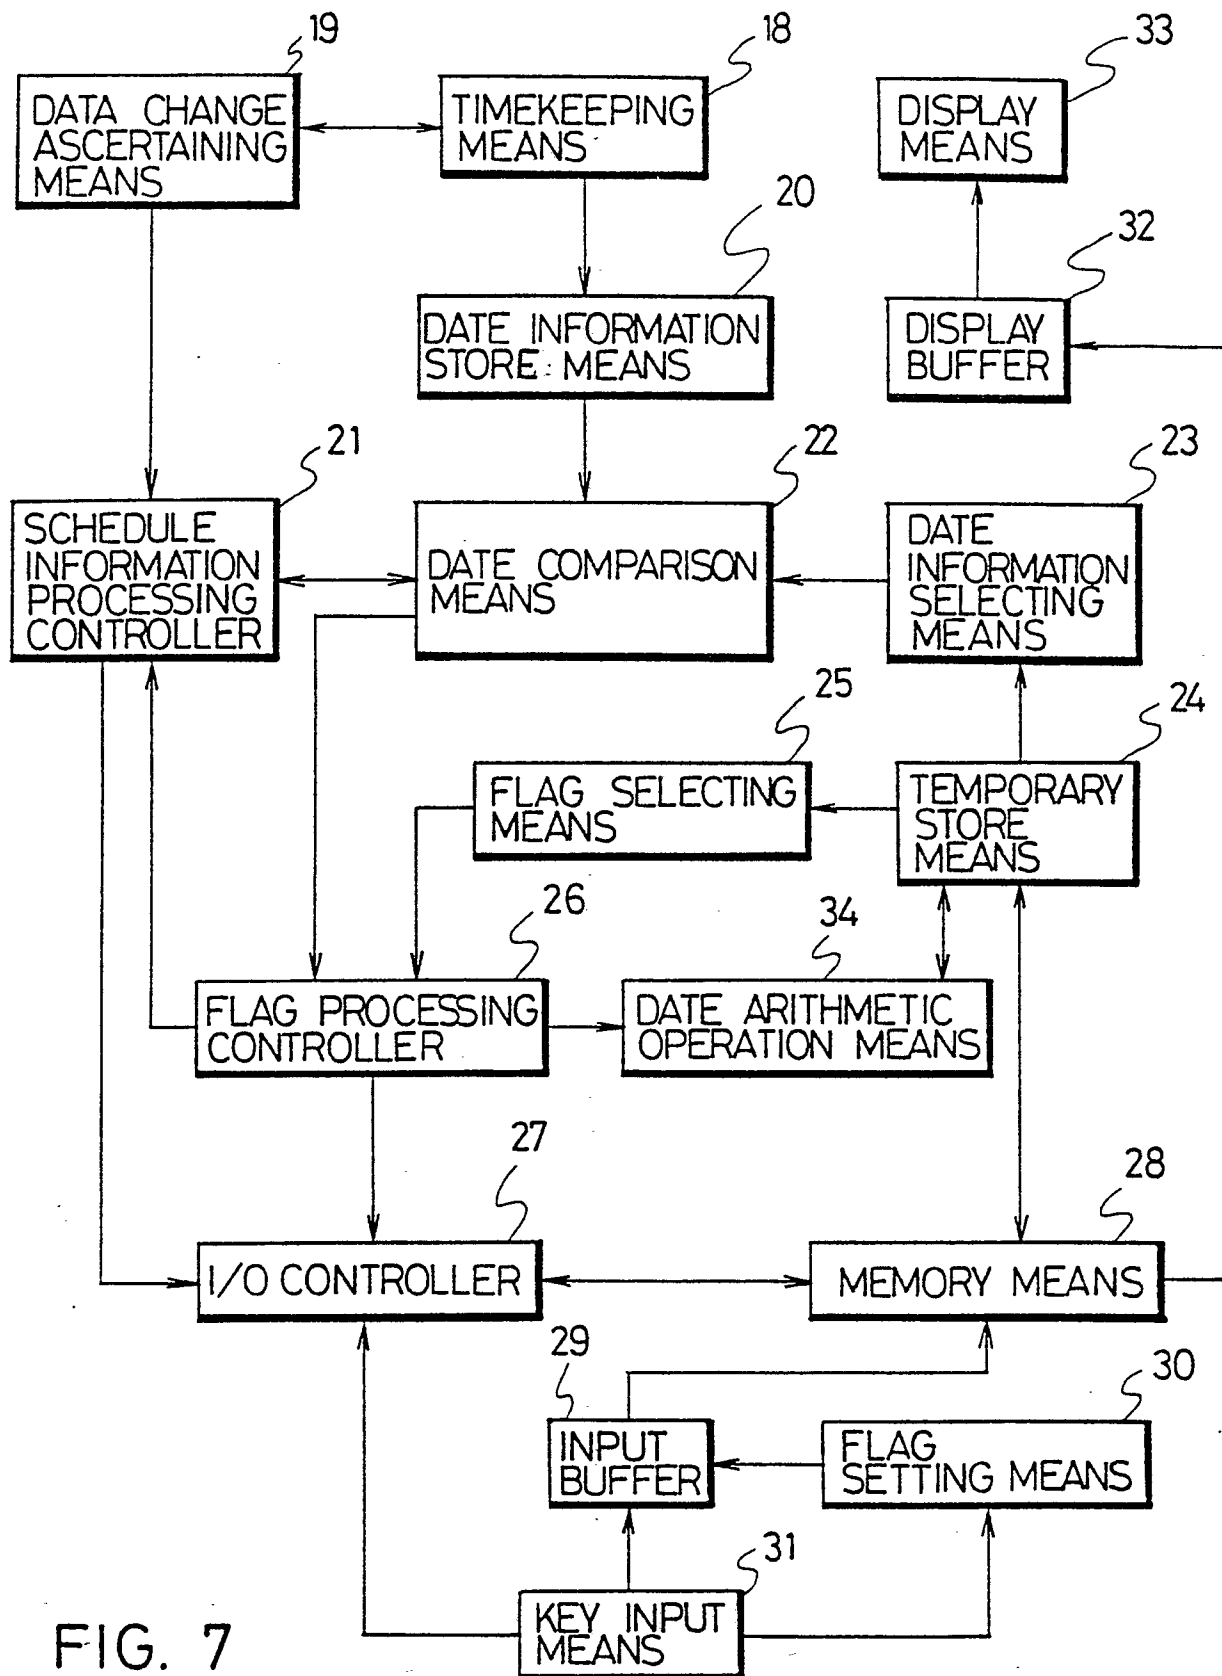 19
18
33
DATA CHANGE
ASCERTAINING
MEANS
TIMEKEEPING
MEANS
DISPLAY
MEANS
20
32
DATE INFORMATION
STORE MEANS
DISPLAY
BUFFER
21
22
23
SCHEDULE
INFORMATION
PROCESSING
CONTROLLER
DATE COMPARISON
MEANS
DATE
INFORMATION
SELECTING
MEANS
25
24
FLAG SELECTING
MEANS
TEMPORARY
STORE
MEANS
26
34
FLAG PROCESSING
CONTROLLER
DATE ARITHMETIC
OPERATION MEANS
27
28
I/O CONTROLLER
MEMORY MEANS
29
30
INPUT
BUFFER
FLAG
SETTING MEANS
31
KEY INPUT
MEANS
FIG. 7